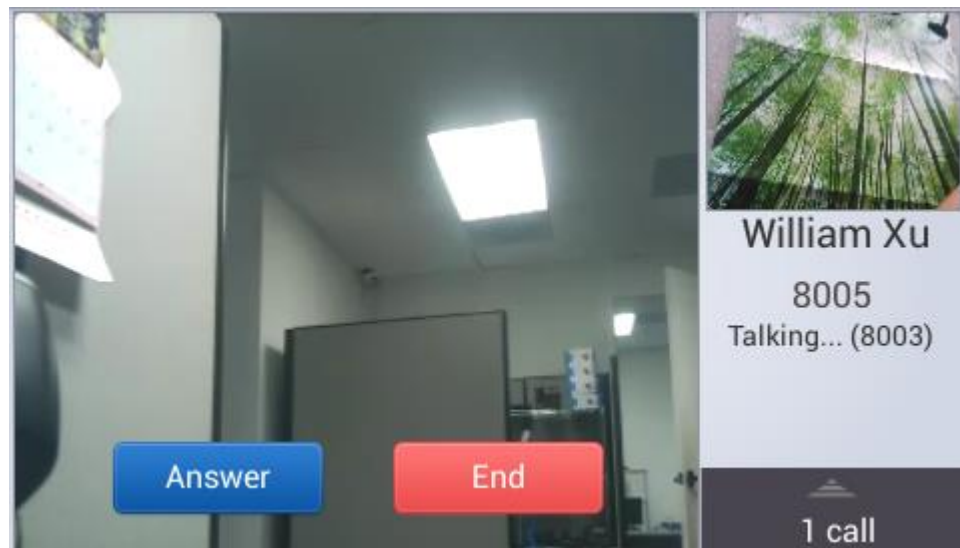 William Xu
8005
Talking... (8003)
Answer
End
1 call